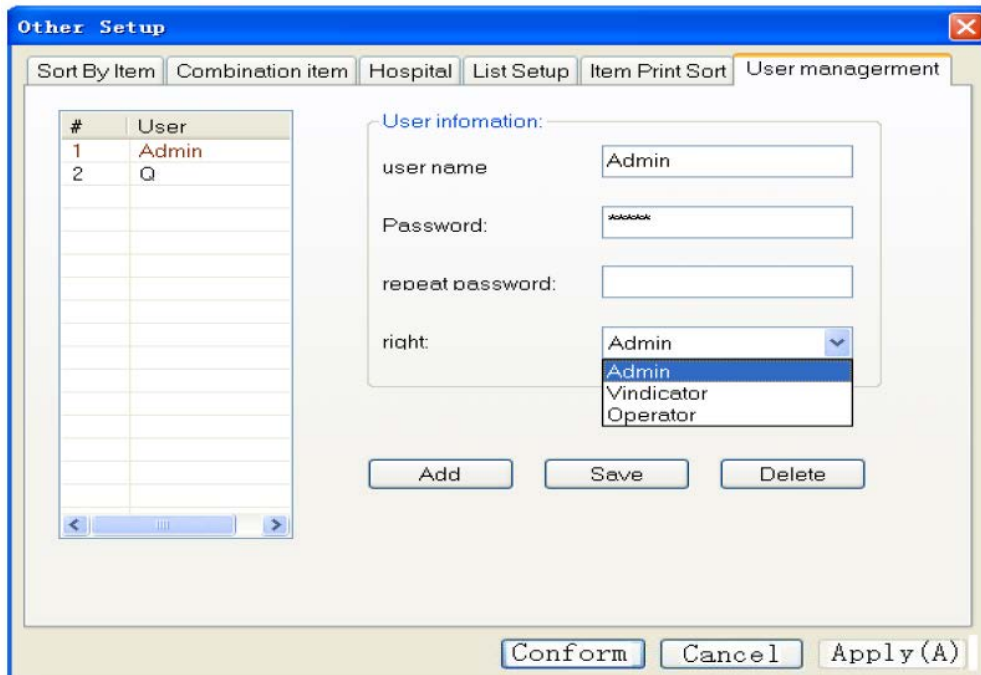 Other Setup
Sort By Item Combination item Hospital List Setup Item Print Sort User managerment
# User
1 Admin
2 Q
User infomation:
user name Admin
Password: *****
repeat password:
right: Admin
Admin
Vindicator
Operator
Add Save Delete
Conform Cancel Apply(A)